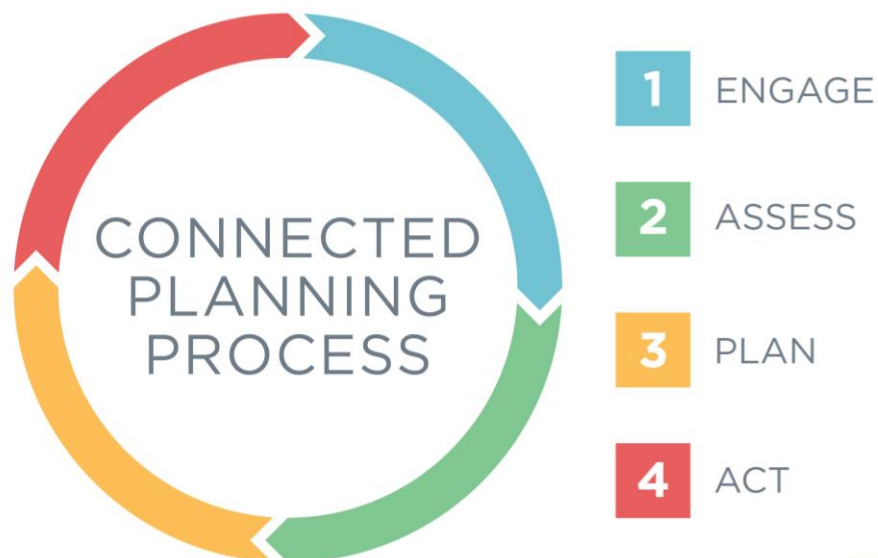 CONNECTED
PLANNING
PROCESS
1 ENGAGE
2 ASSESS
3 PLAN
4 ACT